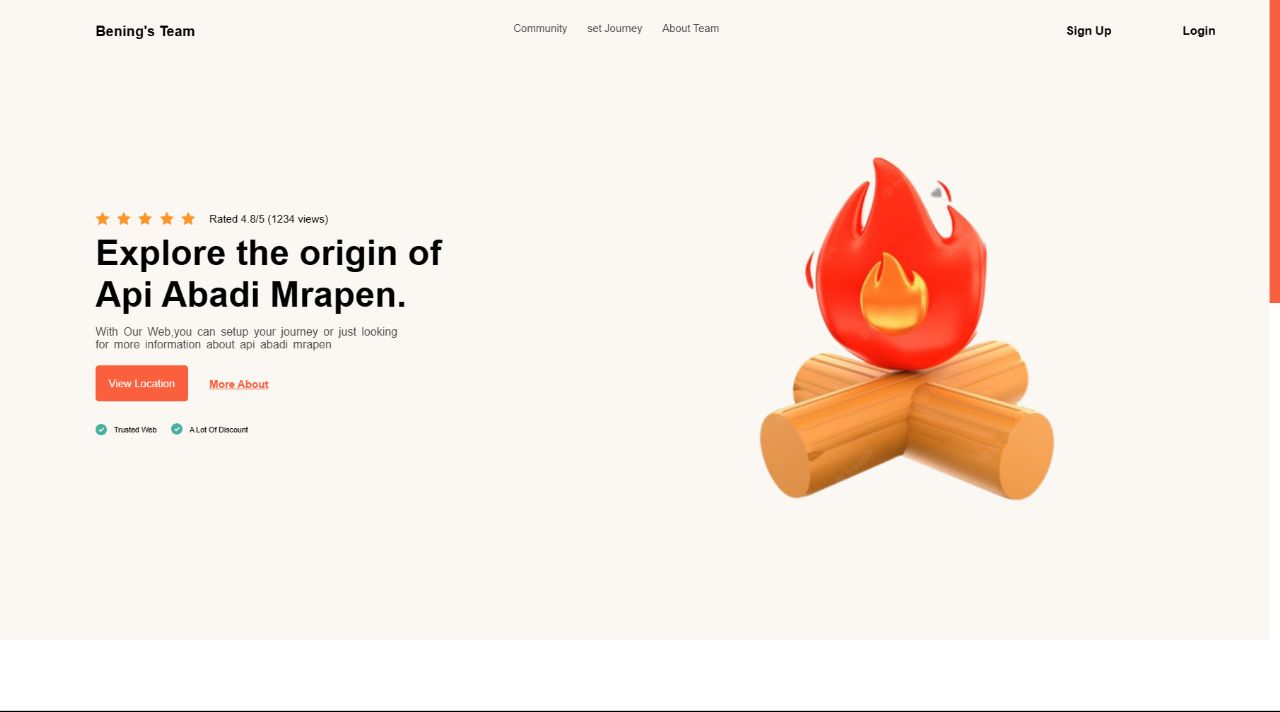 Bening's Team
Community
set Journey
About Team
Sign Up
Login
Rated 4.8/5 (1234 views)
Explore the origin of
Api Abadi Mrapen.
With Our Web,you can setup your journey or just looking
for more information about api abadi mrapen
View Location
More About
Trusted Web
A Lot Of Discount